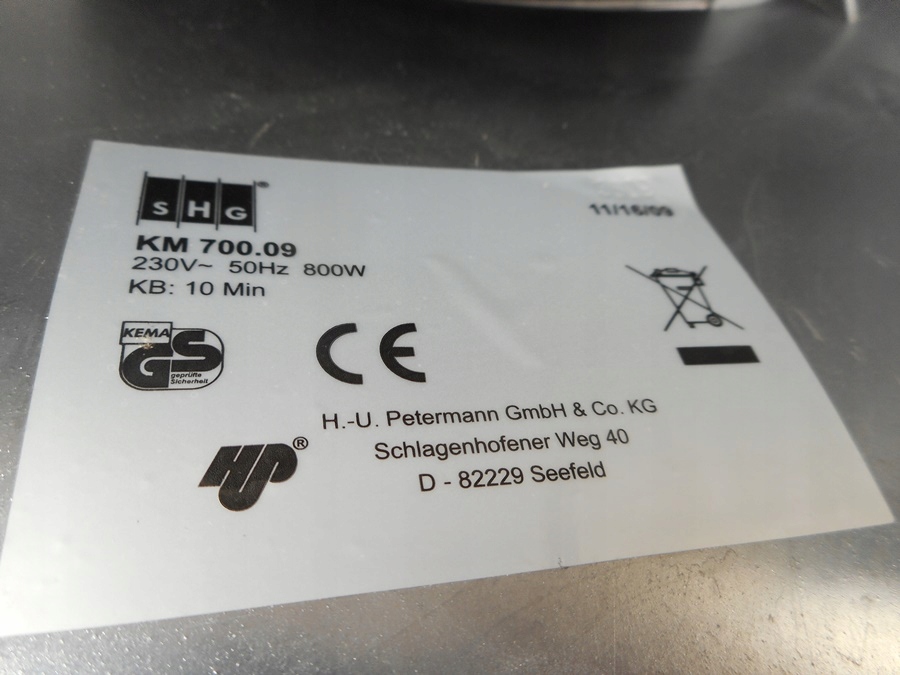 SHG®
11/16/09
KM 700.09
230V~ 50Hz 800W
KB: 10 Min
KEMA
GS
geprüfte
Sicherheit
CE
H.-U. Petermann GmbH & Co. KG
Schlagenhofener Weg 40
D - 82229 Seefeld
HUP®